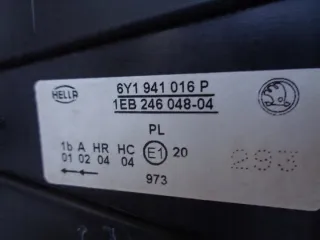 HELLA
6Y1 941 016 P
1EB 246 048-04
PL
1b A HR HC
01 02 04 04 E1 20
293
973